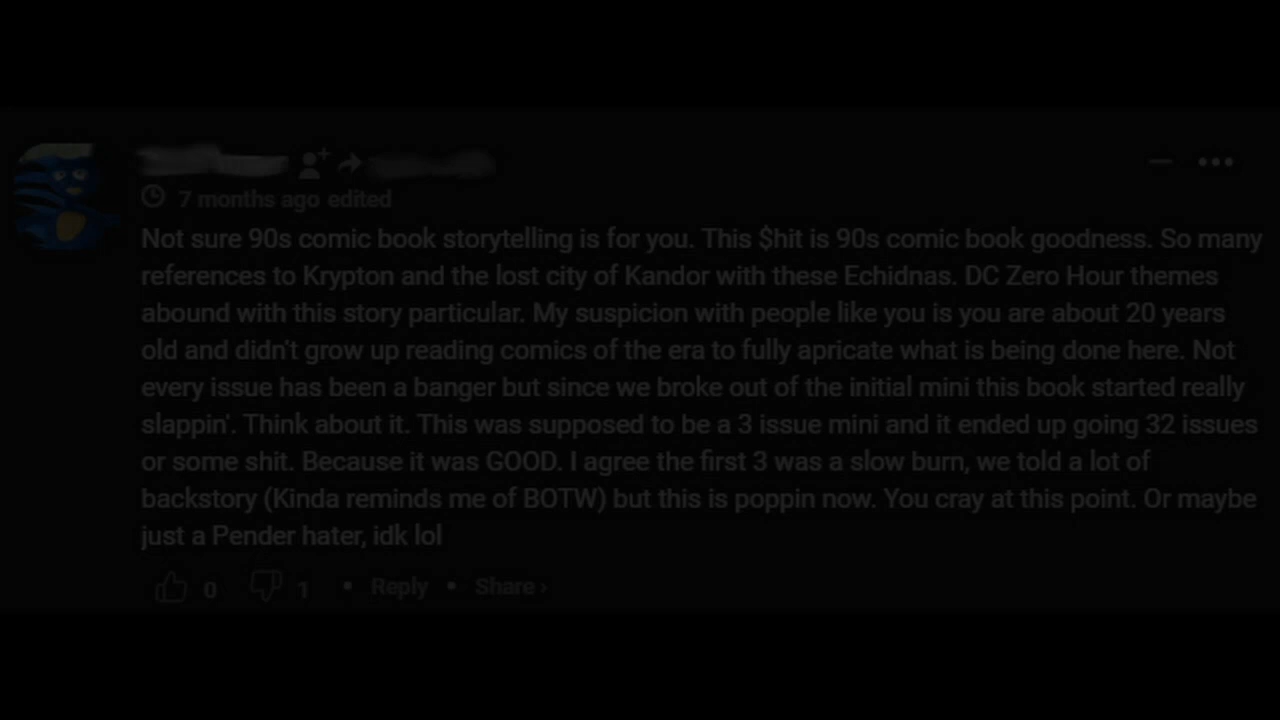 7 months ago edited
Not sure 90s comic book storytelling is for you. This $hit is 90s comic book goodness. So many
references to Krypton and the lost city of Kandor with these Echidnas. DC Zero Hour themes
abound with this story particular. My suspicion with people like you is you are about 20 years
old and didn't grow up reading comics of the era to fully apricate what is being done here. Not
every issue has been a banger but since we broke out of the initial mini this book started really
slappin'. Think about it. This was supposed to be a 3 issue mini and it ended up going 32 issues
or some shit. Because it was GOOD. I agree the first 3 was a slow burn, we told a lot of
backstory (Kinda reminds me of BOTW) but this is poppin now. You cray at this point. Or maybe
just a Pender hater, idk lol
0 1 • Reply • Share ›